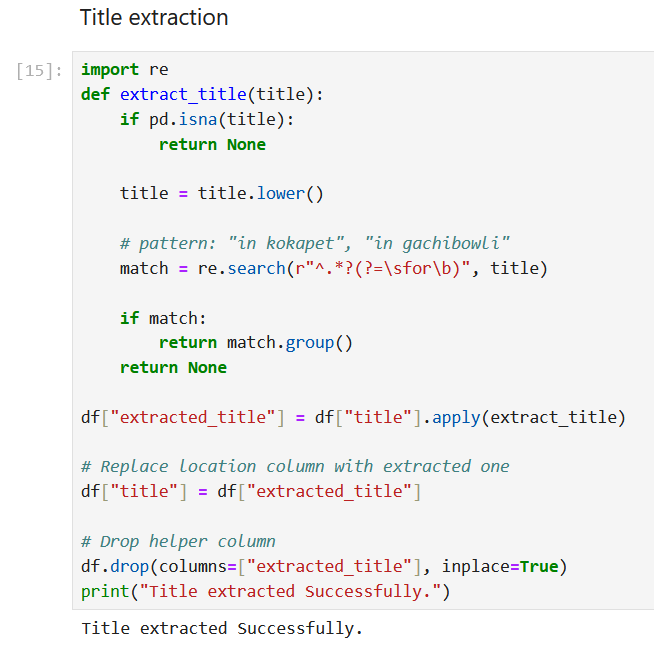 Title extraction
[15]:
import re
def extract_title(title):
    if pd.isna(title):
        return None

    title = title.lower()

    # pattern: "in kokapet", "in gachibowli"
    match = re.search(r"^.*?(?=\sfor\b)", title)

    if match:
        return match.group()
    return None

df["extracted_title"] = df["title"].apply(extract_title)

# Replace location column with extracted one
df["title"] = df["extracted_title"]

# Drop helper column
df.drop(columns=["extracted_title"], inplace=True)
print("Title extracted Successfully.")
Title extracted Successfully.